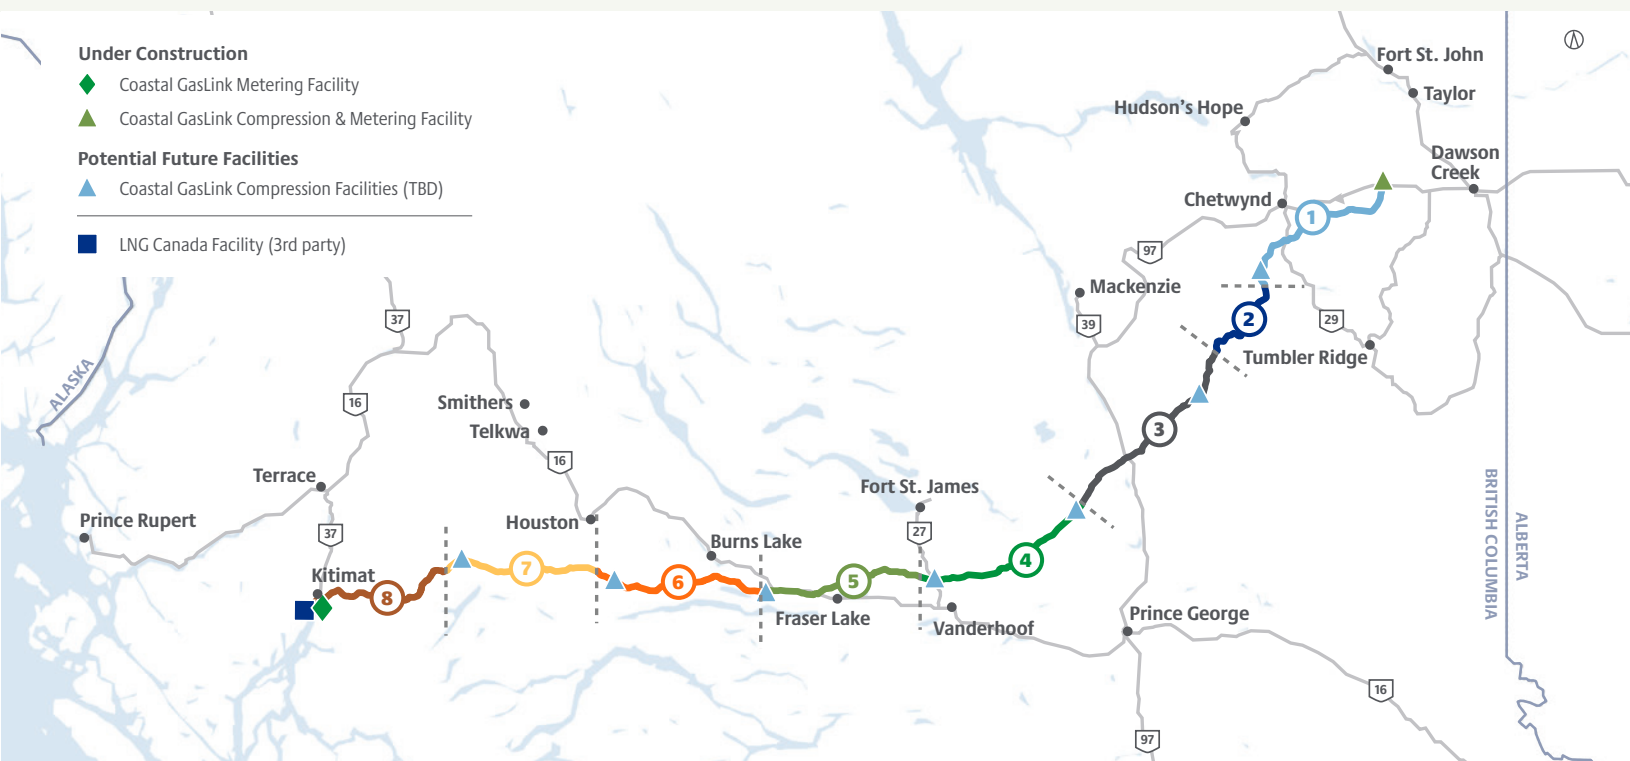 Under Construction
Coastal GasLink Metering Facility
Coastal GasLink Compression & Metering Facility
Potential Future Facilities
Coastal GasLink Compression Facilities (TBD)
LNG Canada Facility (3rd party)
Fort St. John
Taylor
Hudson's Hope
Dawson
Creek
Chetwynd
1
97
Mackenzie
39
2
29
Tumbler Ridge
37
ALASKA
16
Smithers
Telkwa
16
3
Terrace
Fort St. James
Prince Rupert
37
Houston
27
BRITISH COLUMBIA
ALBERTA
Burns Lake
Kitimat
8
7
6
5
4
Fraser Lake
Vanderhoof
Prince George
16
97